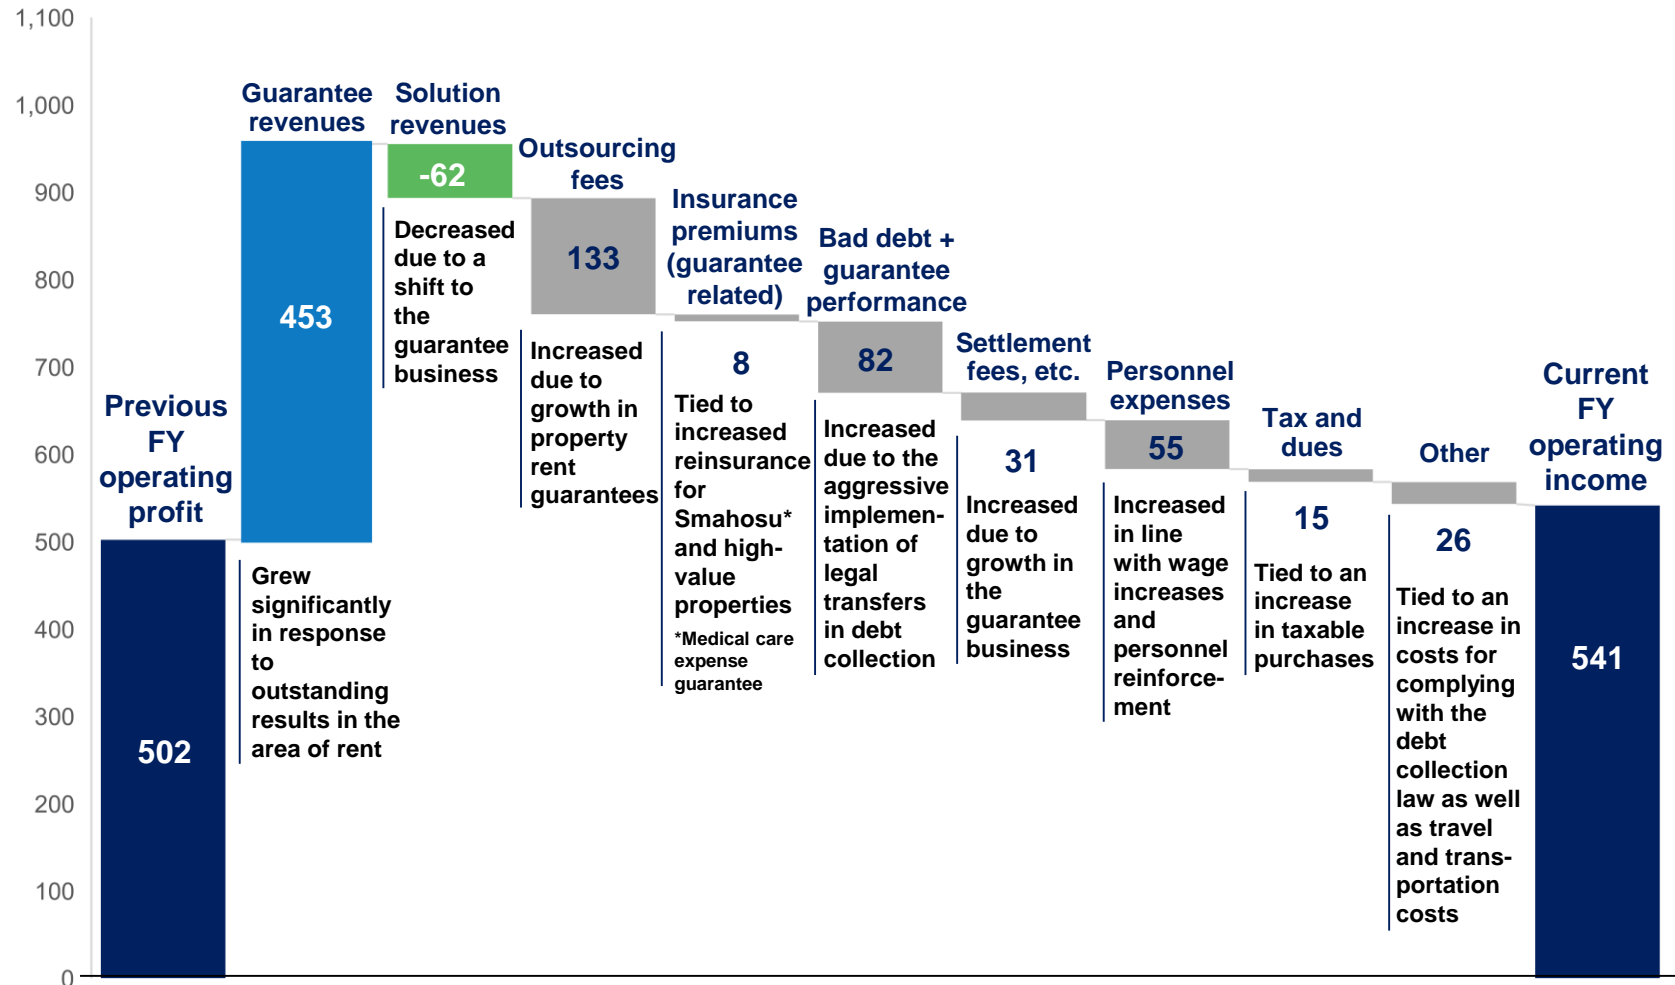 1,100
1,000
900
800
700
600
500
400
300
200
100
0
Previous
FY
operating
profit
502
Guarantee
revenues
453
Grew
significantly
in response
to
outstanding
results in the
area of rent
Solution
revenues
-62
Decreased
due to a
shift to
the
guarantee
business
Outsourcing
fees
133
Increased
due to
growth in
property
rent
guarantees
Insurance
premiums
(guarantee
related)
8
Tied to
increased
reinsurance
for
Smahosu*
and high-
value
properties
*Medical care
expense
guarantee
Bad debt +
guarantee
performance
82
Increased
due to the
aggressive
implemen-
tation of
legal
transfers
in debt
collection
Settlement
fees, etc.
31
Increased
due to
growth in
the
guarantee
business
Personnel
expenses
55
Increased
in line
with wage
increases
and
personnel
reinforce-
ment
Tax and
dues
15
Tied to an
increase
in taxable
purchases
Other
26
Tied to an
increase in
costs for
complying
with the
debt
collection
law as well
as travel
and trans-
portation
costs
Current
FY
operating
income
541